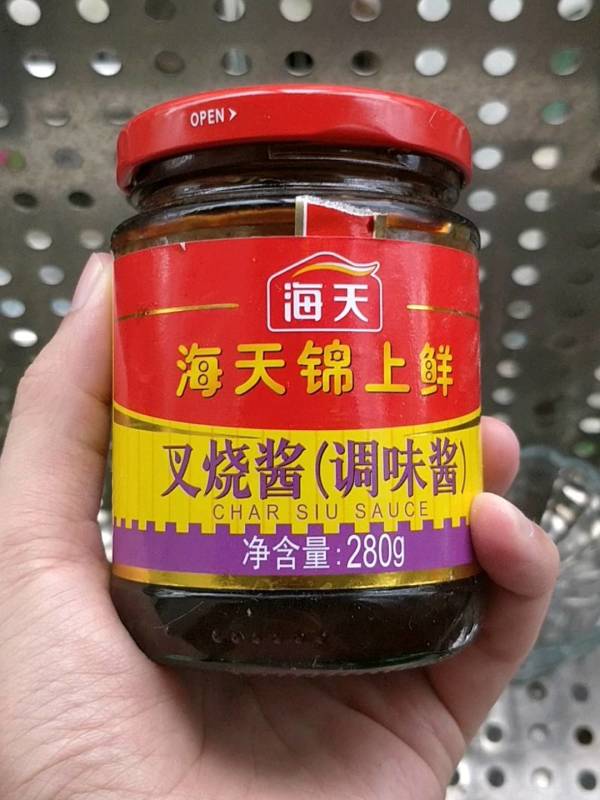 OPEN >
海天
海天锦上鲜
叉烧酱(调味酱)
CHAR SIU SAUCE
净含量:280g